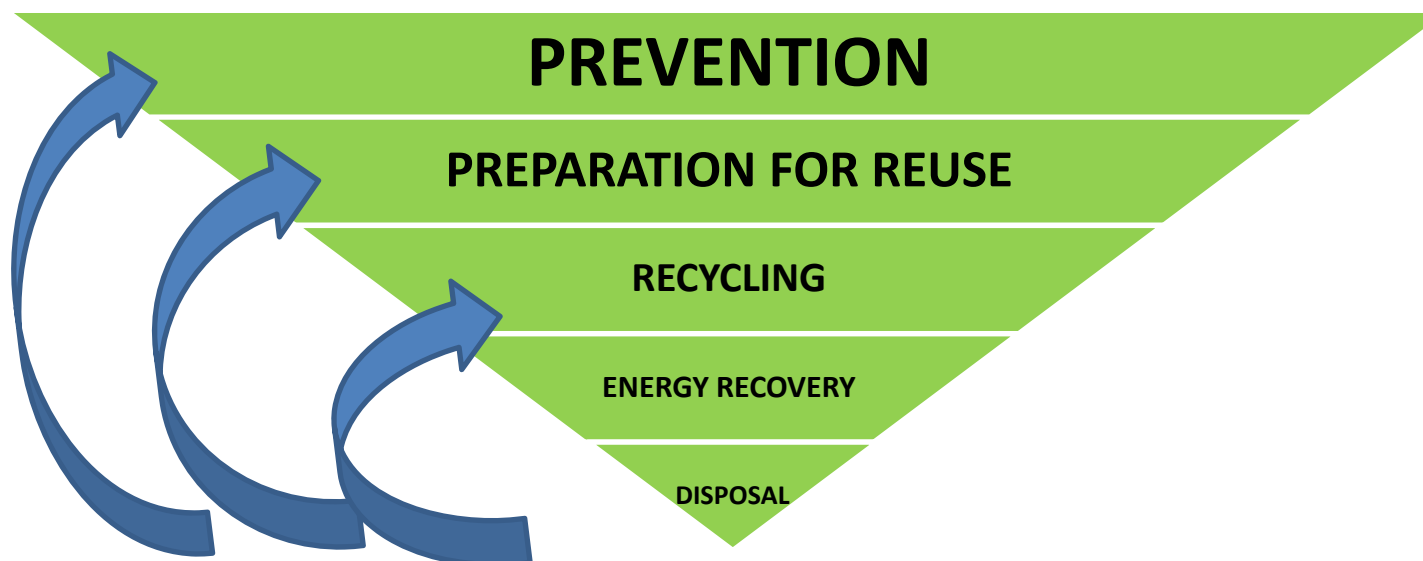 PREVENTION
PREPARATION FOR REUSE
RECYCLING
ENERGY RECOVERY
DISPOSAL